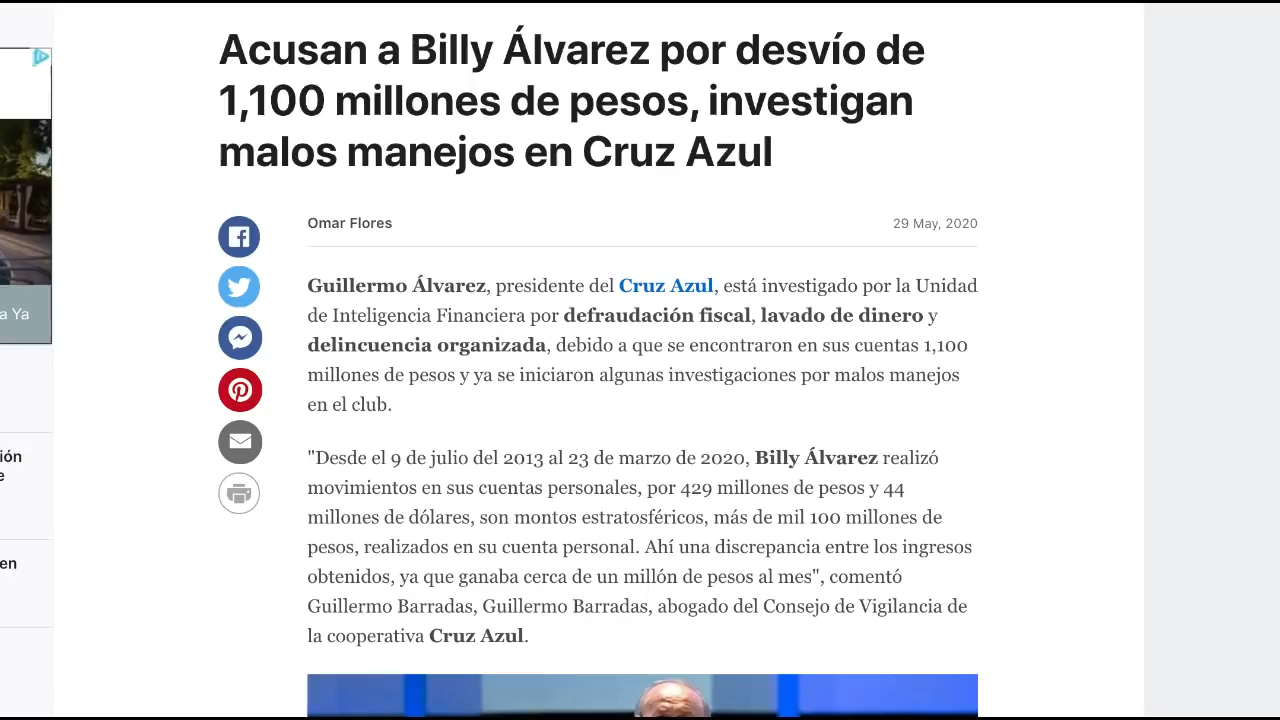 Acusan a Billy Álvarez por desvío de
1,100 millones de pesos, investigan
malos manejos en Cruz Azul
Omar Flores
29 May, 2020
Guillermo Álvarez, presidente del Cruz Azul, está investigado por la Unidad
de Inteligencia Financiera por defraudación fiscal, lavado de dinero y
delincuencia organizada, debido a que se encontraron en sus cuentas 1,100
millones de pesos y ya se iniciaron algunas investigaciones por malos manejos
en el club.
"Desde el 9 de julio del 2013 al 23 de marzo de 2020, Billy Álvarez realizó
movimientos en sus cuentas personales, por 429 millones de pesos y 44
millones de dólares, son montos estratosféricos, más de mil 100 millones de
pesos, realizados en su cuenta personal. Ahí una discrepancia entre los ingresos
obtenidos, ya que ganaba cerca de un millón de pesos al mes", comentó
Guillermo Barradas, Guillermo Barradas, abogado del Consejo de Vigilancia de
la cooperativa Cruz Azul.
a Ya
ión
e
en